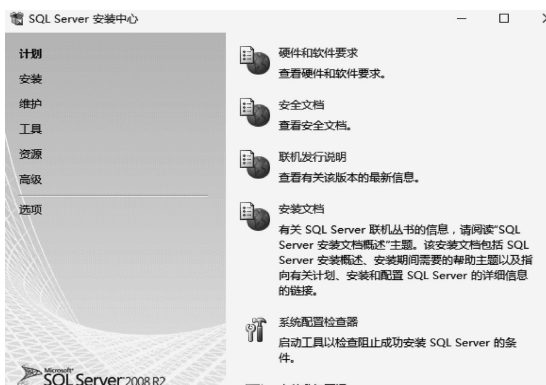 SQL Server 安装中心
计划
安装
维护
工具
资源
高级
选项
硬件和软件要求
查看硬件和软件要求。
安全文档
查看安全文档。
联机发行说明
查看有关该版本的最新信息。
安装文档
有关 SQL Server 联机丛书的信息，请阅读“SQL
Server 安装文档概述”主题。该安装文档包括 SQL
Server 安装概述、安装期间需要的帮助主题以及指
向有关计划、安装和配置 SQL Server 的详细信息
的链接。
系统配置检查器
启动工具以检查阻止成功安装 SQL Server 的条
件。
Microsoft
SQL Server 2008 R2